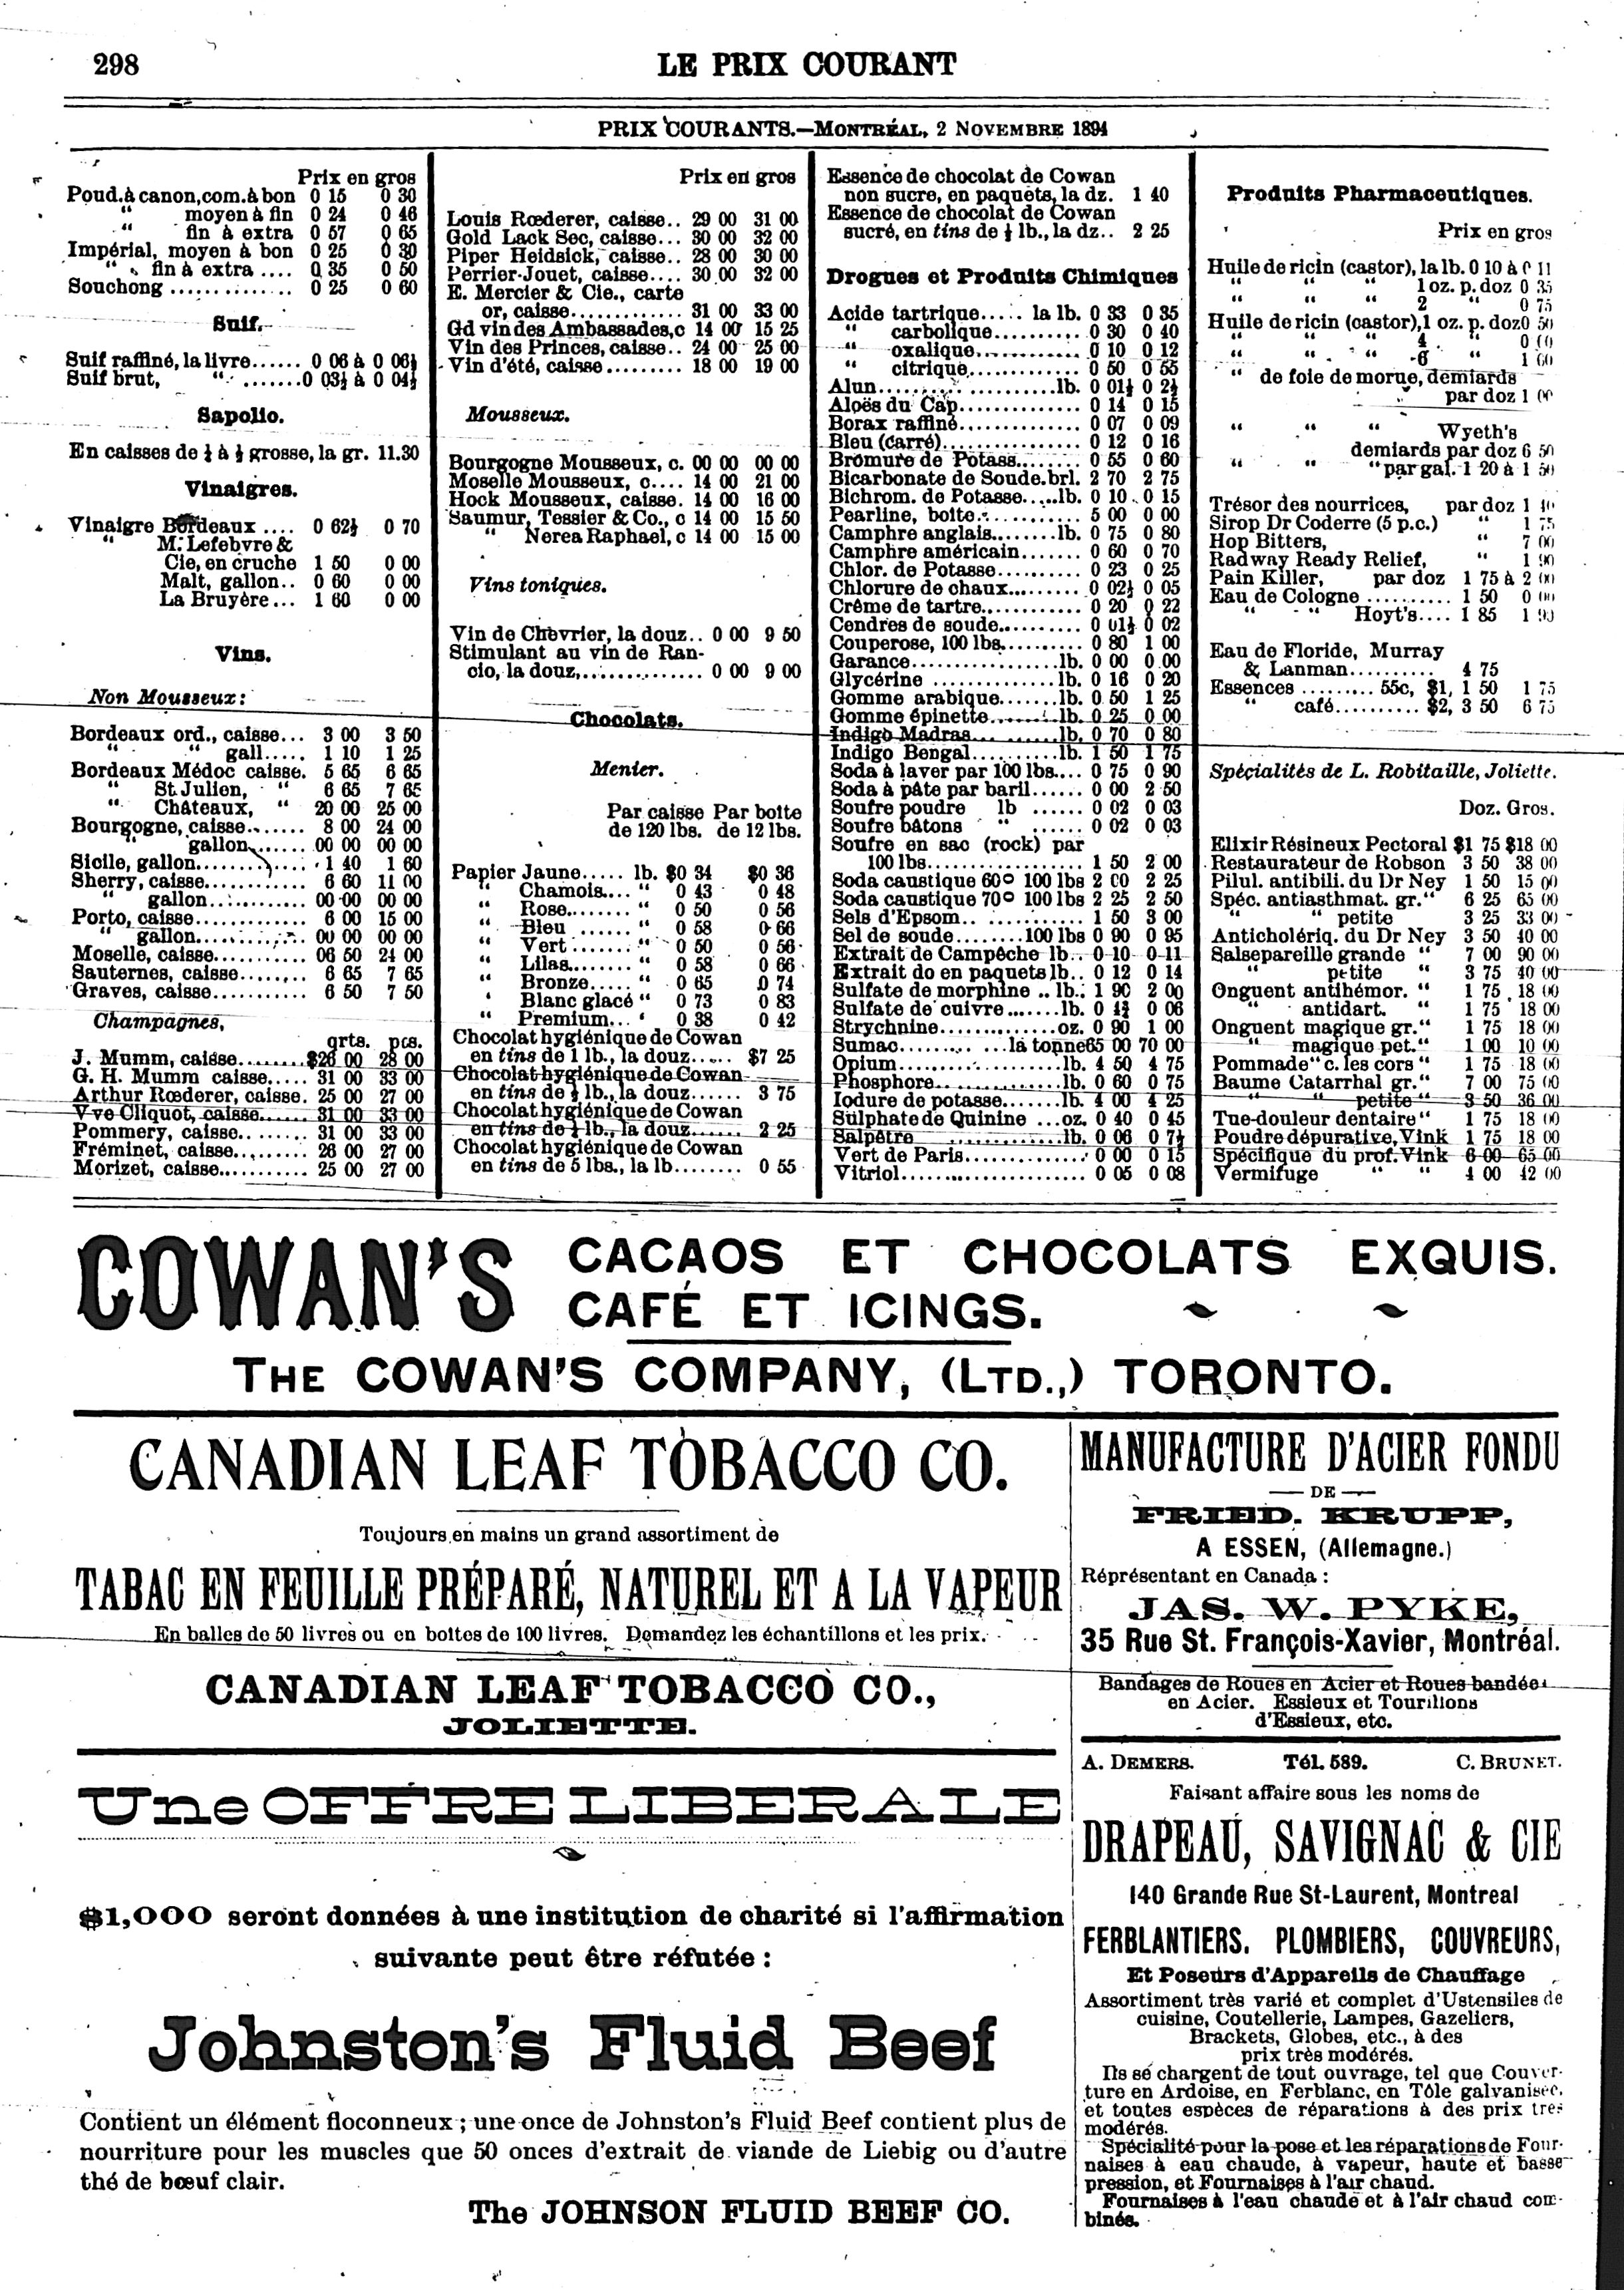 298
LE PRIX COURANT
PRIX COURANTS.—MONTRÉAL, 2 NOVEMBRE 1894
Prix en gros
Poud.à canon,com.à bon 0 15 0 30
“ moyen à fin 0 24 0 46
“ fin à extra 0 57 0 65
Impérial, moyen à bon 0 25 0 30
“ fin à extra .... 0 35 0 50
Souchong .............. 0 25 0 60
Suif.
Suif raffiné, la livre...... 0 06 à 0 06½
Suif brut, “ .......0 03½ à 0 04½
Sapolio.
En caisses de ¼ à ½ grosse, la gr. 11.30
Vinaigres.
Vinaigre Bordeaux .... 0 62½ 0 70
“ M. Lefebvre &
Cie, en cruche 1 50 0 00
Malt, gallon.. 0 60 0 00
La Bruyère... 1 60 0 00
Vins.
Non Mousseux:
Bordeaux ord., caisse... 3 00 3 50
“ “ gall..... 1 10 1 25
Bordeaux Médoc caisse. 5 65 6 65
“ St.Julien, “ 6 65 7 65
“ Châteaux, “ 20 00 25 00
Bourgogne, caisse........ 8 00 24 00
“ gallon....... 00 00 00 00
Sicile, gallon............. 1 40 1 60
Sherry, caisse............ 6 60 11 00
“ gallon............ 00 00 00 00
Porto, caisse............. 6 00 15 00
“ gallon............. 00 00 00 00
Moselle, caisse........... 06 50 24 00
Sauternes, caisse......... 6 65 7 65
Graves, caisse........... 6 50 7 50
Champagnes.
qrts. pcs.
J. Mumm, caisse.......$26 00 28 00
G. H. Mumm caisse..... 31 00 33 00
Arthur Rœderer, caisse. 25 00 27 00
Vve Cliquot, caisse...... 31 00 33 00
Pommery, caisse........ 31 00 33 00
Fréminet, caisse......... 26 00 27 00
Morizet, caisse........... 25 00 27 00
Prix en gros
Louis Rœderer, caisse.. 29 00 31 00
Gold Lack Sec, caisse... 30 00 32 00
Piper Heidsick, caisse.. 28 00 30 00
Perrier-Jouet, caisse.... 30 00 32 00
E. Mercier & Cie., carte
or, caisse............. 31 00 33 00
Gd vin des Ambassades,c 14 00 15 25
Vin des Princes, caisse.. 24 00 25 00
Vin d'été, caisse......... 18 00 19 00
Mousseux.
Bourgogne Mousseux, c. 00 00 00 00
Moselle Mousseux, c.... 14 00 21 00
Hock Mousseux, caisse. 14 00 16 00
Saumur, Tessier & Co., c 14 00 15 50
“ Nerea Raphael, c 14 00 15 00
Vins toniques.
Vin de Chèvrier, la douz.. 0 00 9 50
Stimulant au vin de Ran-
cio, la douz,............. 0 00 9 00
Chocolats.
Menier.
Par caisse Par boite
de 120 lbs. de 12 lbs.
Papier Jaune..... lb. $0 34 $0 36
“ Chamois.... “ 0 43 0 48
“ Rose........ “ 0 50 0 56
“ Bleu ...... “ 0 58 0 66
“ Vert ....... “ 0 50 0 56
“ Lilas........ “ 0 58 0 66
“ Bronze..... “ 0 65 0 74
“ Blanc glacé “ 0 73 0 83
“ Premium... “ 0 38 0 42
Chocolat hygiénique de Cowan
en tins de 1 lb., la douz..... $7 25
Chocolat hygiénique de Cowan
en tins de ½ lb., la douz...... 3 75
Chocolat hygiénique de Cowan
en tins de ¼ lb., la douz...... 2 25
Chocolat hygiénique de Cowan
en tins de 5 lbs., la lb........ 0 55
Essence de chocolat de Cowan
non sucre, en paquets, la dz. 1 40
Essence de chocolat de Cowan
sucré, en tins de ½ lb., la dz.. 2 25
Drogues et Produits Chimiques
Acide tartrique..... la lb. 0 33 0 35
“ carbolique........... 0 30 0 40
“ oxalique............. 0 10 0 12
“ citrique.............. 0 50 0 55
Alun.......................lb. 0 01½ 0 2½
Aloës du Cap............... 0 14 0 15
Borax raffiné............... 0 07 0 09
Bleu (carré)................ 0 12 0 16
Bromure de Potass........ 0 55 0 60
Bicarbonate de Soude.brl. 2 70 2 75
Bichrom. de Potasse.....lb. 0 10 0 15
Pearline, boite............. 5 00 0 00
Camphre anglais........lb. 0 75 0 80
Camphre américain....... 0 60 0 70
Chlor. de Potasse.......... 0 23 0 25
Chlorure de chaux......... 0 02½ 0 05
Crême de tartre............ 0 20 0 22
Cendres de soude.......... 0 01½ 0 02
Couperose, 100 lbs......... 0 80 1 00
Garance..................lb. 0 00 0 00
Glycérine ................lb. 0 16 0 20
Gomme arabique.......lb. 0 50 1 25
Gomme épinette........lb. 0 25 0 00
Indigo Madras..........lb. 0 70 0 80
Indigo Bengal..........lb. 1 50 1 75
Soda à laver par 100 lbs.... 0 75 0 90
Soda à pâte par baril...... 0 00 2 50
Soufre poudre lb ...... 0 02 0 03
Soufre bâtons “ ...... 0 02 0 03
Soufre en sac (rock) par
100 lbs................... 1 50 2 00
Soda caustique 60° 100 lbs 2 00 2 25
Soda caustique 70° 100 lbs 2 25 2 50
Sels d'Epsom............... 1 50 3 00
Sel de soude........100 lbs 0 90 0 95
Extrait de Campêche lb.. 0 10 0 11
Extrait do en paquets lb.. 0 12 0 14
Sulfate de morphine .. lb.. 1 90 2 00
Sulfate de cuivre.......lb. 0 4½ 0 06
Strychnine...............oz. 0 90 1 00
Sumac............la tonne65 00 70 00
Opium...................lb. 4 50 4 75
Phosphore...............lb. 0 60 0 75
Iodure de potasse.......lb. 4 00 4 25
Sulphate de Quinine ...oz. 0 40 0 45
Salpêtre ................lb. 0 06 0 7½
Vert de Paris............... 0 00 0 15
Vitriol....................... 0 05 0 08
Produits Pharmaceutiques.
Prix en gros
Huile de ricin (castor), la lb. 0 10 à 0 11
“ “ “ 1 oz. p. doz 0 35
“ “ “ 2 “ 0 75
Huile de ricin (castor),1 oz. p. doz0 50
“ “ “ 4 “
“ “ “ 6 “ 1 60
“ de foie de morue, demiards
par doz 1 00
“ “ “ Wyeth's
demiards par doz 6 50
“ “ “ par gal. 1 20 à 1 50
Trésor des nourrices, par doz 1 40
Sirop Dr Coderre (5 p.c.) “ 1 75
Hop Bitters, “ 7 00
Radway Ready Relief, “ 1 90
Pain Killer, par doz 1 75 à 2 00
Eau de Cologne .......... 1 50 0 00
“ “ Hoyt's.... 1 85 1 90
Eau de Floride, Murray
& Lanman.......... 4 75
Essences ......... 55c, $1, 1 50 1 75
“ café.......... $2, 3 50 6 75
Spécialités de L. Robitaille, Joliette.
Doz. Gros.
Elixir Résineux Pectoral $1 75 $18 00
Restaurateur de Robson 3 50 38 00
Pilul. antibili. du Dr Ney 1 50 15 00
Spéc. antiasthmat. gr.“ 6 25 65 00
“ “ petite 3 25 33 00
Anticholériq. du Dr Ney 3 50 40 00
Salsepareille grande “ 7 00 90 00
“ petite “ 3 75 40 00
Onguent antihémor. “ 1 75 18 00
“ antidart. “ 1 75 18 00
Onguent magique gr.“ 1 75 18 00
“ magique pet.“ 1 00 10 00
Pommade “ c. les cors “ 1 75 18 00
Baume Catarrhal gr.“ 7 00 75 00
“ “ petite “ 3 50 36 00
Tue-douleur dentaire “ 1 75 18 00
Poudre dépurative, Vink 1 75 18 00
Spécifique du prof. Vink 6 00 65 00
Vermifuge “ “ 4 00 42 00
COWAN'S CACAOS ET CHOCOLATS EXQUIS.
CAFÉ ET ICINGS.
THE COWAN'S COMPANY, (LTD.,) TORONTO.
CANADIAN LEAF TOBACCO CO.
Toujours en mains un grand assortiment de
TABAC EN FEUILLE PRÉPARÉ, NATUREL ET A LA VAPEUR
En balles de 50 livres ou en boîtes de 100 livres. Demandez les échantillons et les prix.
CANADIAN LEAF TOBACCO CO.,
JOLIETTE.
Une OFFRE LIBERALE
$1,000 seront données à une institution de charité si l'affirmation
suivante peut être réfutée :
Johnston's Fluid Beef
Contient un élément floconneux ; une once de Johnston's Fluid Beef contient plus de
nourriture pour les muscles que 50 onces d'extrait de viande de Liebig ou d'autre
thé de bœuf clair.
The JOHNSON FLUID BEEF CO.
MANUFACTURE D'ACIER FONDU
— DE —
FRIED. KRUPP,
A ESSEN, (Allemagne.)
Réprésentant en Canada :
JAS. W. PYKE,
35 Rue St. François-Xavier, Montréal.
Bandages de Roues en Acier et Roues bandées
en Acier. Essieux et Tourillons
d'Essieux, etc.
A. DEMERS. Tél. 589. C. BRUNET.
Faisant affaire sous les noms de
DRAPEAU, SAVIGNAC & CIE
140 Grande Rue St-Laurent, Montreal
FERBLANTIERS. PLOMBIERS, COUVREURS,
Et Poseurs d'Appareils de Chauffage
Assortiment très varié et complet d'Ustensiles de
cuisine, Coutellerie, Lampes, Gazeliers,
Brackets, Globes, etc., à des
prix très modérés.
Ils se chargent de tout ouvrage, tel que Couver-
ture en Ardoise, en Ferblanc, en Tôle galvanisée,
et toutes espèces de réparations à des prix tres
modérés.
Spécialité pour la pose et les réparations de Four-
naises à eau chaude, à vapeur, haute et basse
pression, et Fournaises à l'air chaud.
Fournaises à l'eau chaude et à l'air chaud com-
binés.